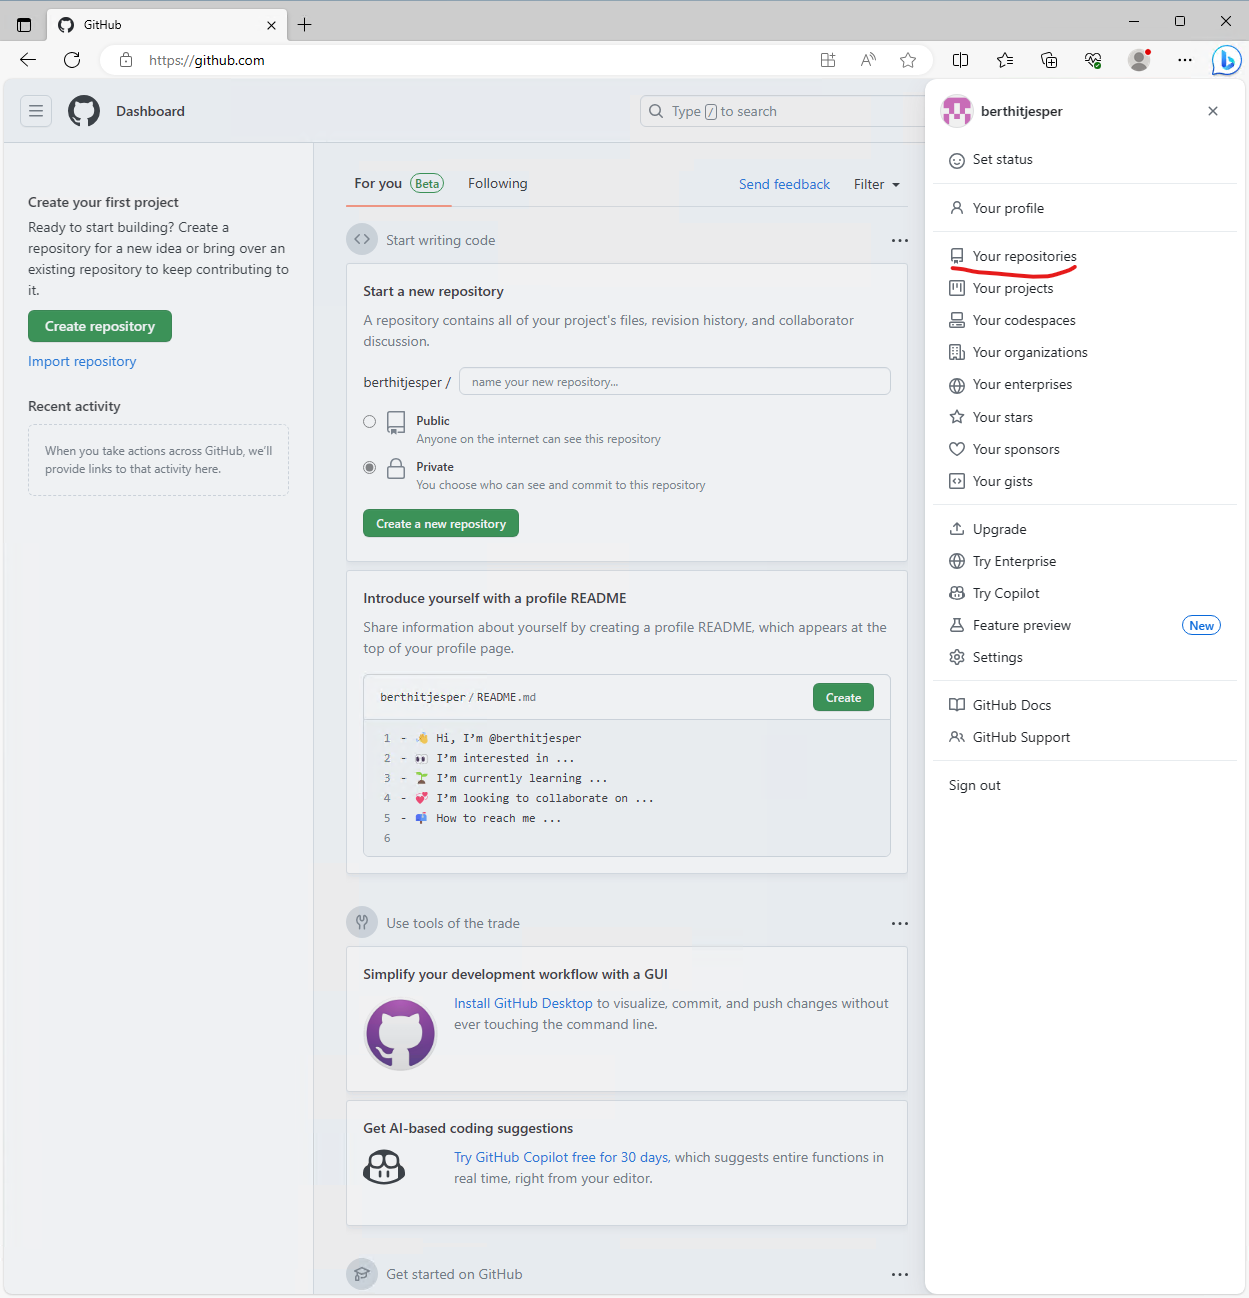 GitHub
https://github.com
Dashboard
Type / to search
berthitjesper
Set status
Your profile
Your repositories
Your projects
Your codespaces
Your organizations
Your enterprises
Your stars
Your sponsors
Your gists
Upgrade
Try Enterprise
Try Copilot
Feature preview
New
Settings
GitHub Docs
GitHub Support
Sign out
Create your first project
Ready to start building? Create a
repository for a new idea or bring over an
existing repository to keep contributing to
it.
Create repository
Import repository
Recent activity
When you take actions across GitHub, we'll
provide links to that activity here.
For you Beta Following
Send feedback Filter
Start writing code
Start a new repository
A repository contains all of your project's files, revision history, and collaborator
discussion.
berthitjesper / name your new repository...
Public
Anyone on the internet can see this repository
Private
You choose who can see and commit to this repository
Create a new repository
Introduce yourself with a profile README
Share information about yourself by creating a profile README, which appears at the
top of your profile page.
berthitjesper / README.md
Create
1 - 👋 Hi, I'm @berthitjesper
2 - 👀 I'm interested in ...
3 - 🌱 I'm currently learning ...
4 - 💞️ I'm looking to collaborate on ...
5 - 📫 How to reach me ...
6
Use tools of the trade
Simplify your development workflow with a GUI
Install GitHub Desktop to visualize, commit, and push changes without
ever touching the command line.
Get AI-based coding suggestions
Try GitHub Copilot free for 30 days, which suggests entire functions in
real time, right from your editor.
Get started on GitHub